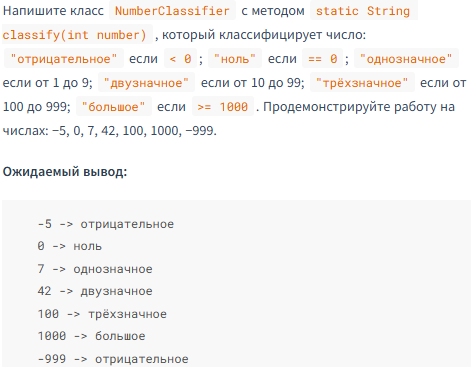 Напишите класс NumberClassifier с методом static String
classify(int number) , который классифицирует число:
"отрицательное" если < 0 ; "ноль" если == 0 ; "однозначное"
если от 1 до 9; "двузначное" если от 10 до 99; "трёхзначное" если от
100 до 999; "большое" если >= 1000 . Продемонстрируйте работу на
числах: −5, 0, 7, 42, 100, 1000, −999.
Ожидаемый вывод:
-5 -> отрицательное
0 -> ноль
7 -> однозначное
42 -> двузначное
100 -> трёхзначное
1000 -> большое
-999 -> отрицательное